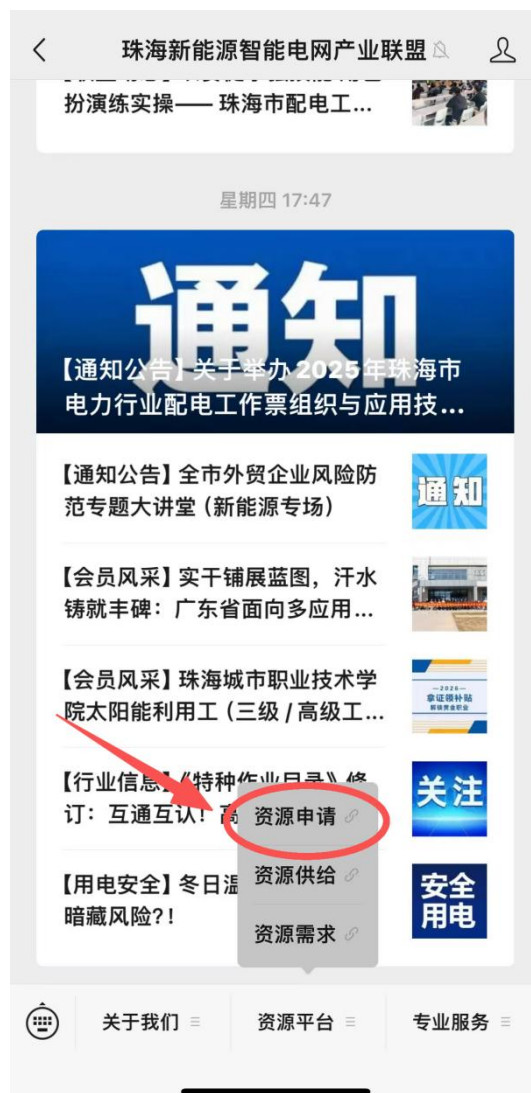 珠海新能源智能电网产业联盟
扮演练实操—— 珠海市配电工...
星期四 17:47
通知
【通知公告】关于举办2025年珠海市
电力行业配电工作票组织与应用技...
【通知公告】全市外贸企业风险防
范专题大讲堂（新能源专场）
通知
【会员风采】实干铺展蓝图，汗水
铸就丰碑：广东省面向多应用...
【会员风采】珠海城市职业技术学
院太阳能利用工（三级 / 高级工...
—2026—
拿证领补贴
【行业信息】《特种作业目录》修
订：互通互认！高
关注
资源申请
【用电安全】冬日温
暗藏风险?！
资源供给
安全
用电
资源需求
关于我们
资源平台
专业服务